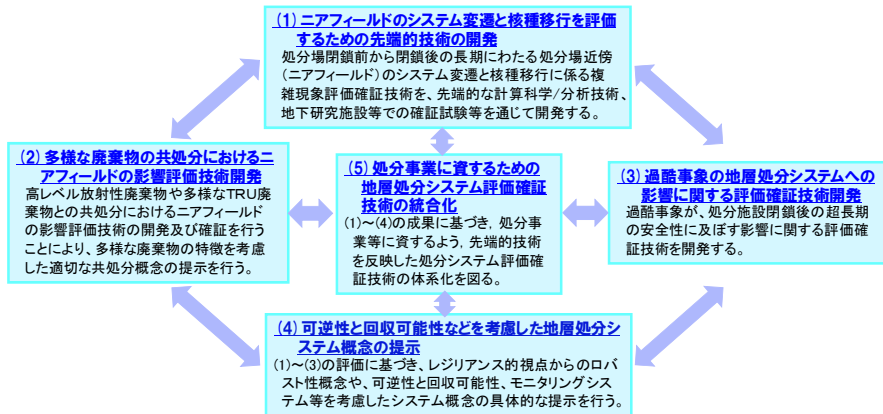 (1) ニアフィールドのシステム変遷と核種移行を評価
するための先端的技術の開発
処分場閉鎖前から閉鎖後の長期にわたる処分場近傍
(ニアフィールド)のシステム変遷と核種移行に係る複
雑現象評価確証技術を、先端的な計算科学/分析技術、
地下研究施設等での確証試験等を通じて開発する。
(2) 多様な廃棄物の共処分におけるニ
アフィールドの影響評価技術開発
高レベル放射性廃棄物や多様なTRU廃
棄物との共処分におけるニアフィールド
の影響評価技術の開発及び確証を行う
ことにより、多様な廃棄物の特徴を考慮
した適切な共処分概念の提示を行う。
(5) 処分事業に資するための
地層処分システム評価確証
技術の統合化
(1)~(4)の成果に基づき, 処分事
業等に資するよう, 先端的技術
を反映した処分システム評価確
証技術の体系化を図る。
(3) 過酷事象の地層処分システムへの
影響に関する評価確証技術開発
過酷事象が、処分施設閉鎖後の超長期
の安全性に及ぼす影響に関する評価確
証技術を開発する。
(4) 可逆性と回収可能性などを考慮した地層処分シ
ステム概念の提示
(1)~(3)の評価に基づき、レジリアンス的視点からのロバ
スト性概念や、可逆性と回収可能性、モニタリングシス
テム等を考慮したシステム概念の具体的な提示を行う。